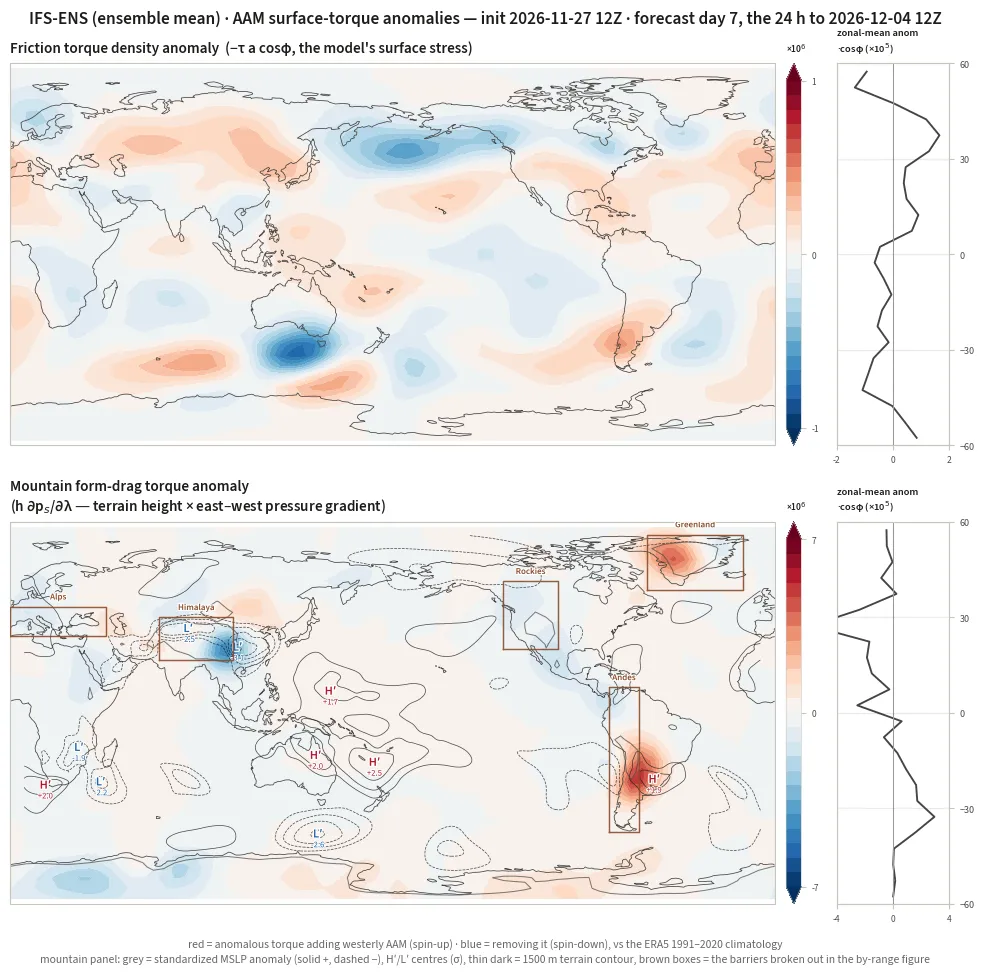 IFS-ENS (ensemble mean) · AAM surface-torque anomalies — init 2026-11-27 12Z · forecast day 7, the 24 h to 2026-12-04 12Z
Friction torque density anomaly (−τ a cosϕ, the model's surface stress)
×10⁶
zonal-mean anom
·cosϕ (×10⁵)
1
0
-1
60
30
0
−30
−60
-2
0
2
Mountain form-drag torque anomaly
(h ∂pₛ/∂λ — terrain height × east–west pressure gradient)
×10⁶
zonal-mean anom
·cosϕ (×10⁵)
Greenland
Rockies
Alps
Himalaya
L'
-2.5
L'
Andes
H'
+1.7
H'
+2.0
H'
+2.5
L'
-1.9
L'
-2.2
H'
+2.0
H'
L'
-2.6
7
0
-7
60
30
0
−30
−60
-4
0
4
red = anomalous torque adding westerly AAM (spin-up) · blue = removing it (spin-down), vs the ERA5 1991–2020 climatology
mountain panel: grey = standardized MSLP anomaly (solid +, dashed −), H'/L' centres (σ), thin dark = 1500 m terrain contour, brown boxes = the barriers broken out in the by-range figure